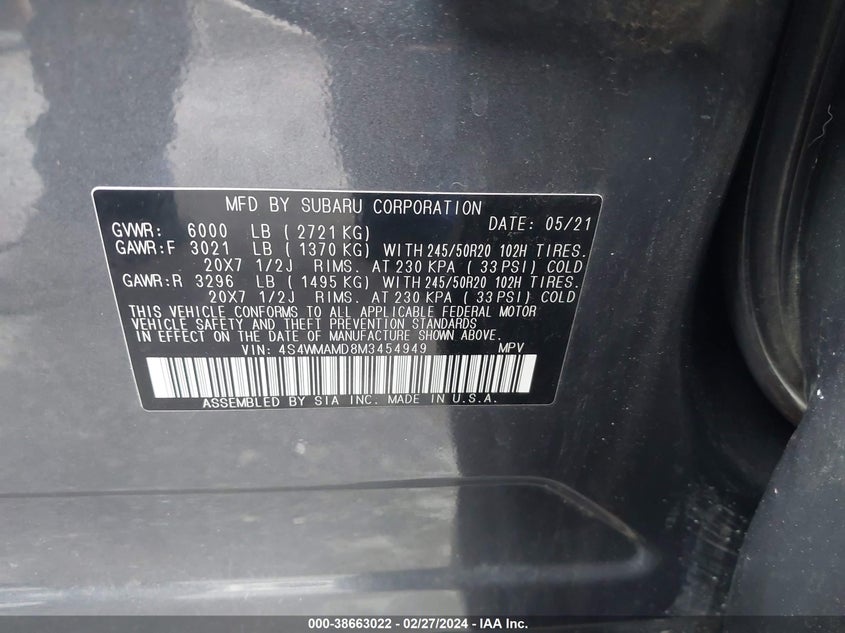 MFD BY SUBARU CORPORATION
GVWR: 6000 LB ( 2721 KG) DATE: 05/21
GAWR:F 3021 LB ( 1370 KG) WITH 245/50R20 102H TIRES.
20X7 1/2J RIMS. AT 230 KPA ( 33 PSI) COLD
GAWR:R 3296 LB ( 1495 KG) WITH 245/50R20 102H TIRES.
20X7 1/2J RIMS. AT 230 KPA ( 33 PSI) COLD
THIS VEHICLE CONFORMS TO ALL APPLICABLE FEDERAL MOTOR
VEHICLE SAFETY AND THEFT PREVENTION STANDARDS
IN EFFECT ON THE DATE OF MANUFACTURE SHOWN ABOVE.
VIN: 4S4WMAMD8M3454949 MPV
ASSEMBLED BY SIA INC. MADE IN U.S.A.
000-38663022 - 02/27/2024 - IAA Inc.